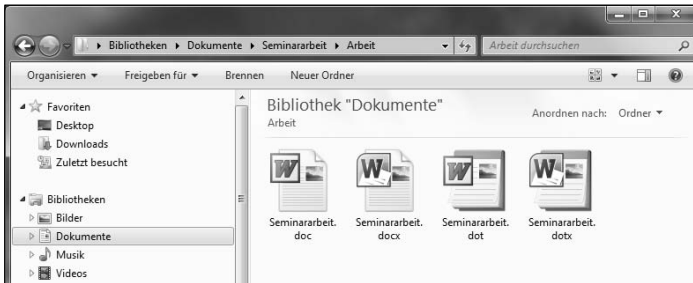 Bibliotheken ▸ Dokumente ▸ Seminararbeit ▸ Arbeit
Arbeit durchsuchen
Organisieren ▾ Freigeben für ▾ Brennen Neuer Ordner
Favoriten
Desktop
Downloads
Zuletzt besucht
Bibliotheken
Bilder
Dokumente
Musik
Videos
Bibliothek "Dokumente"
Arbeit
Anordnen nach: Ordner ▾
Seminararbeit.
doc
Seminararbeit.
docx
Seminararbeit.
dot
Seminararbeit.
dotx